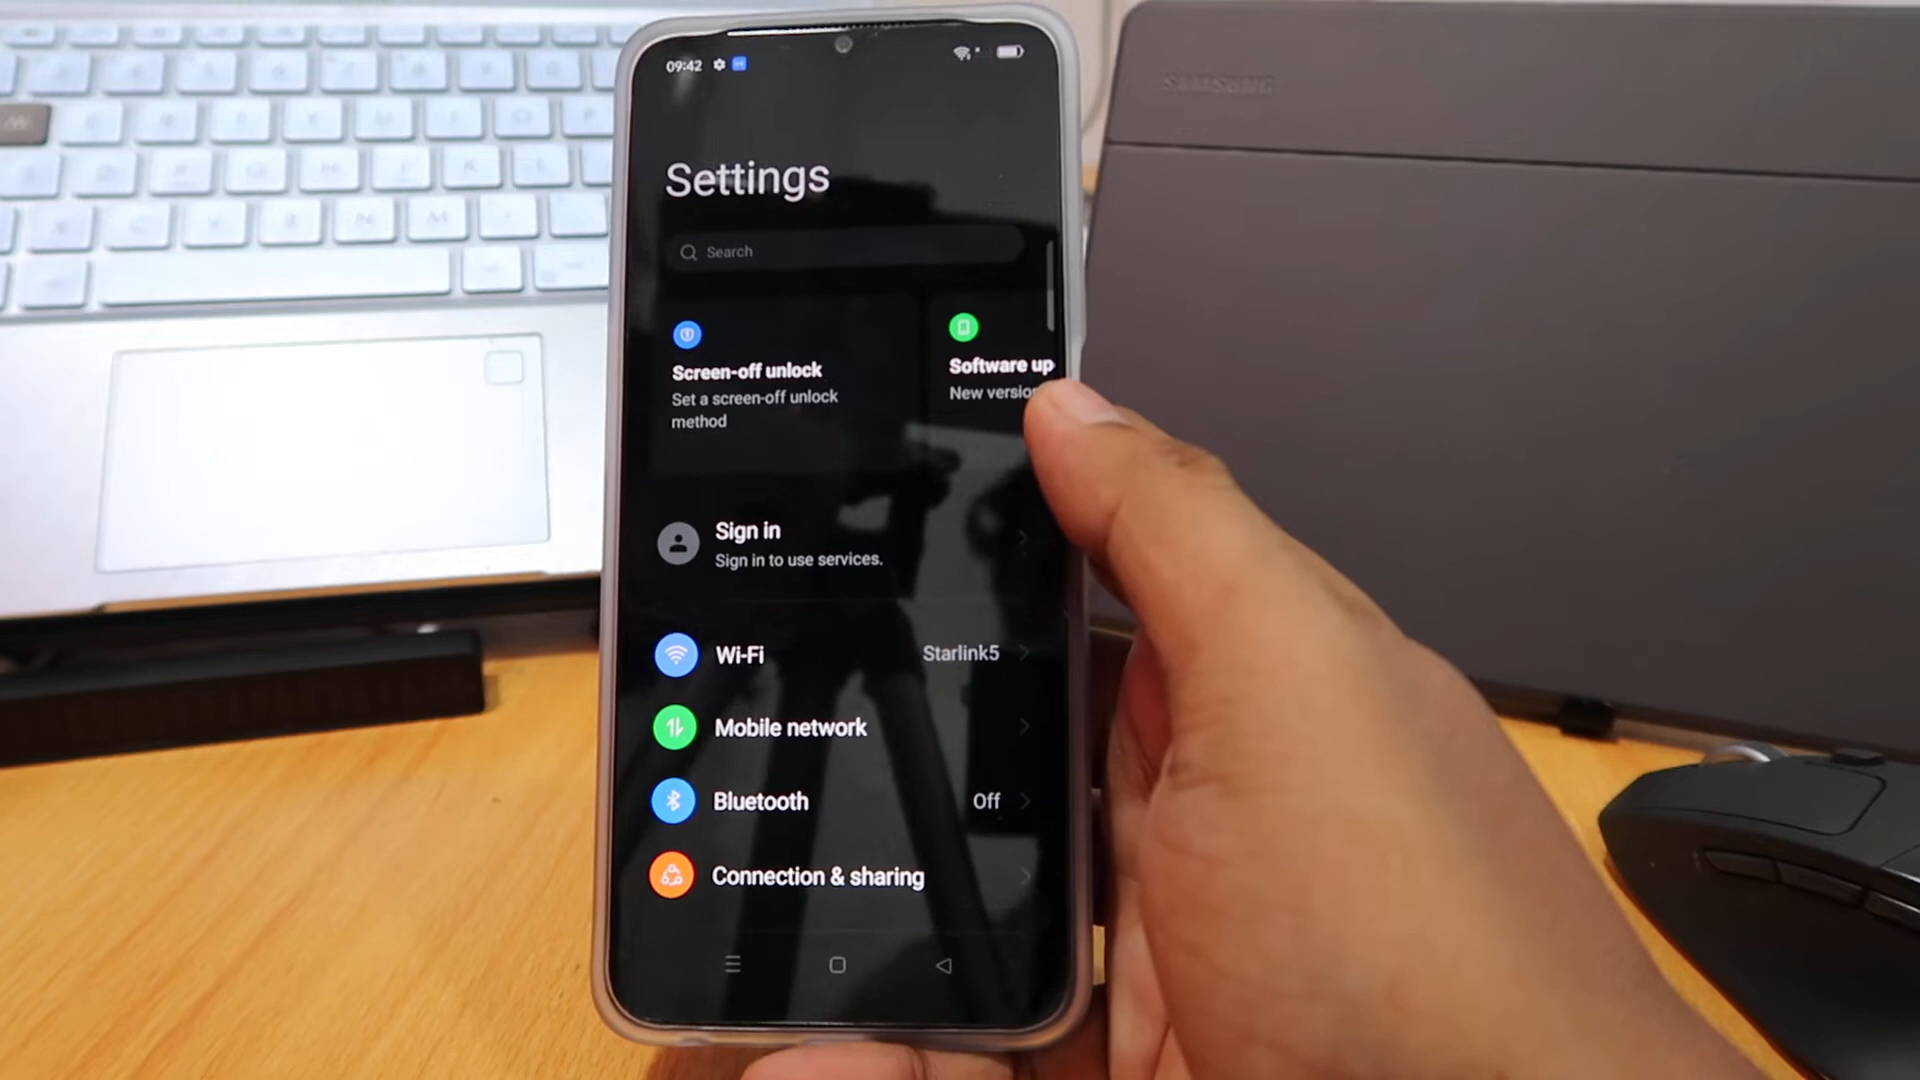 09:42
SAMSUNG
Settings
Search
Screen-off unlock
Set a screen-off unlock
method
Software up
New versio
Sign in
Sign in to use services.
Wi-Fi
Starlink5
Mobile network
Bluetooth
Off
Connection & sharing